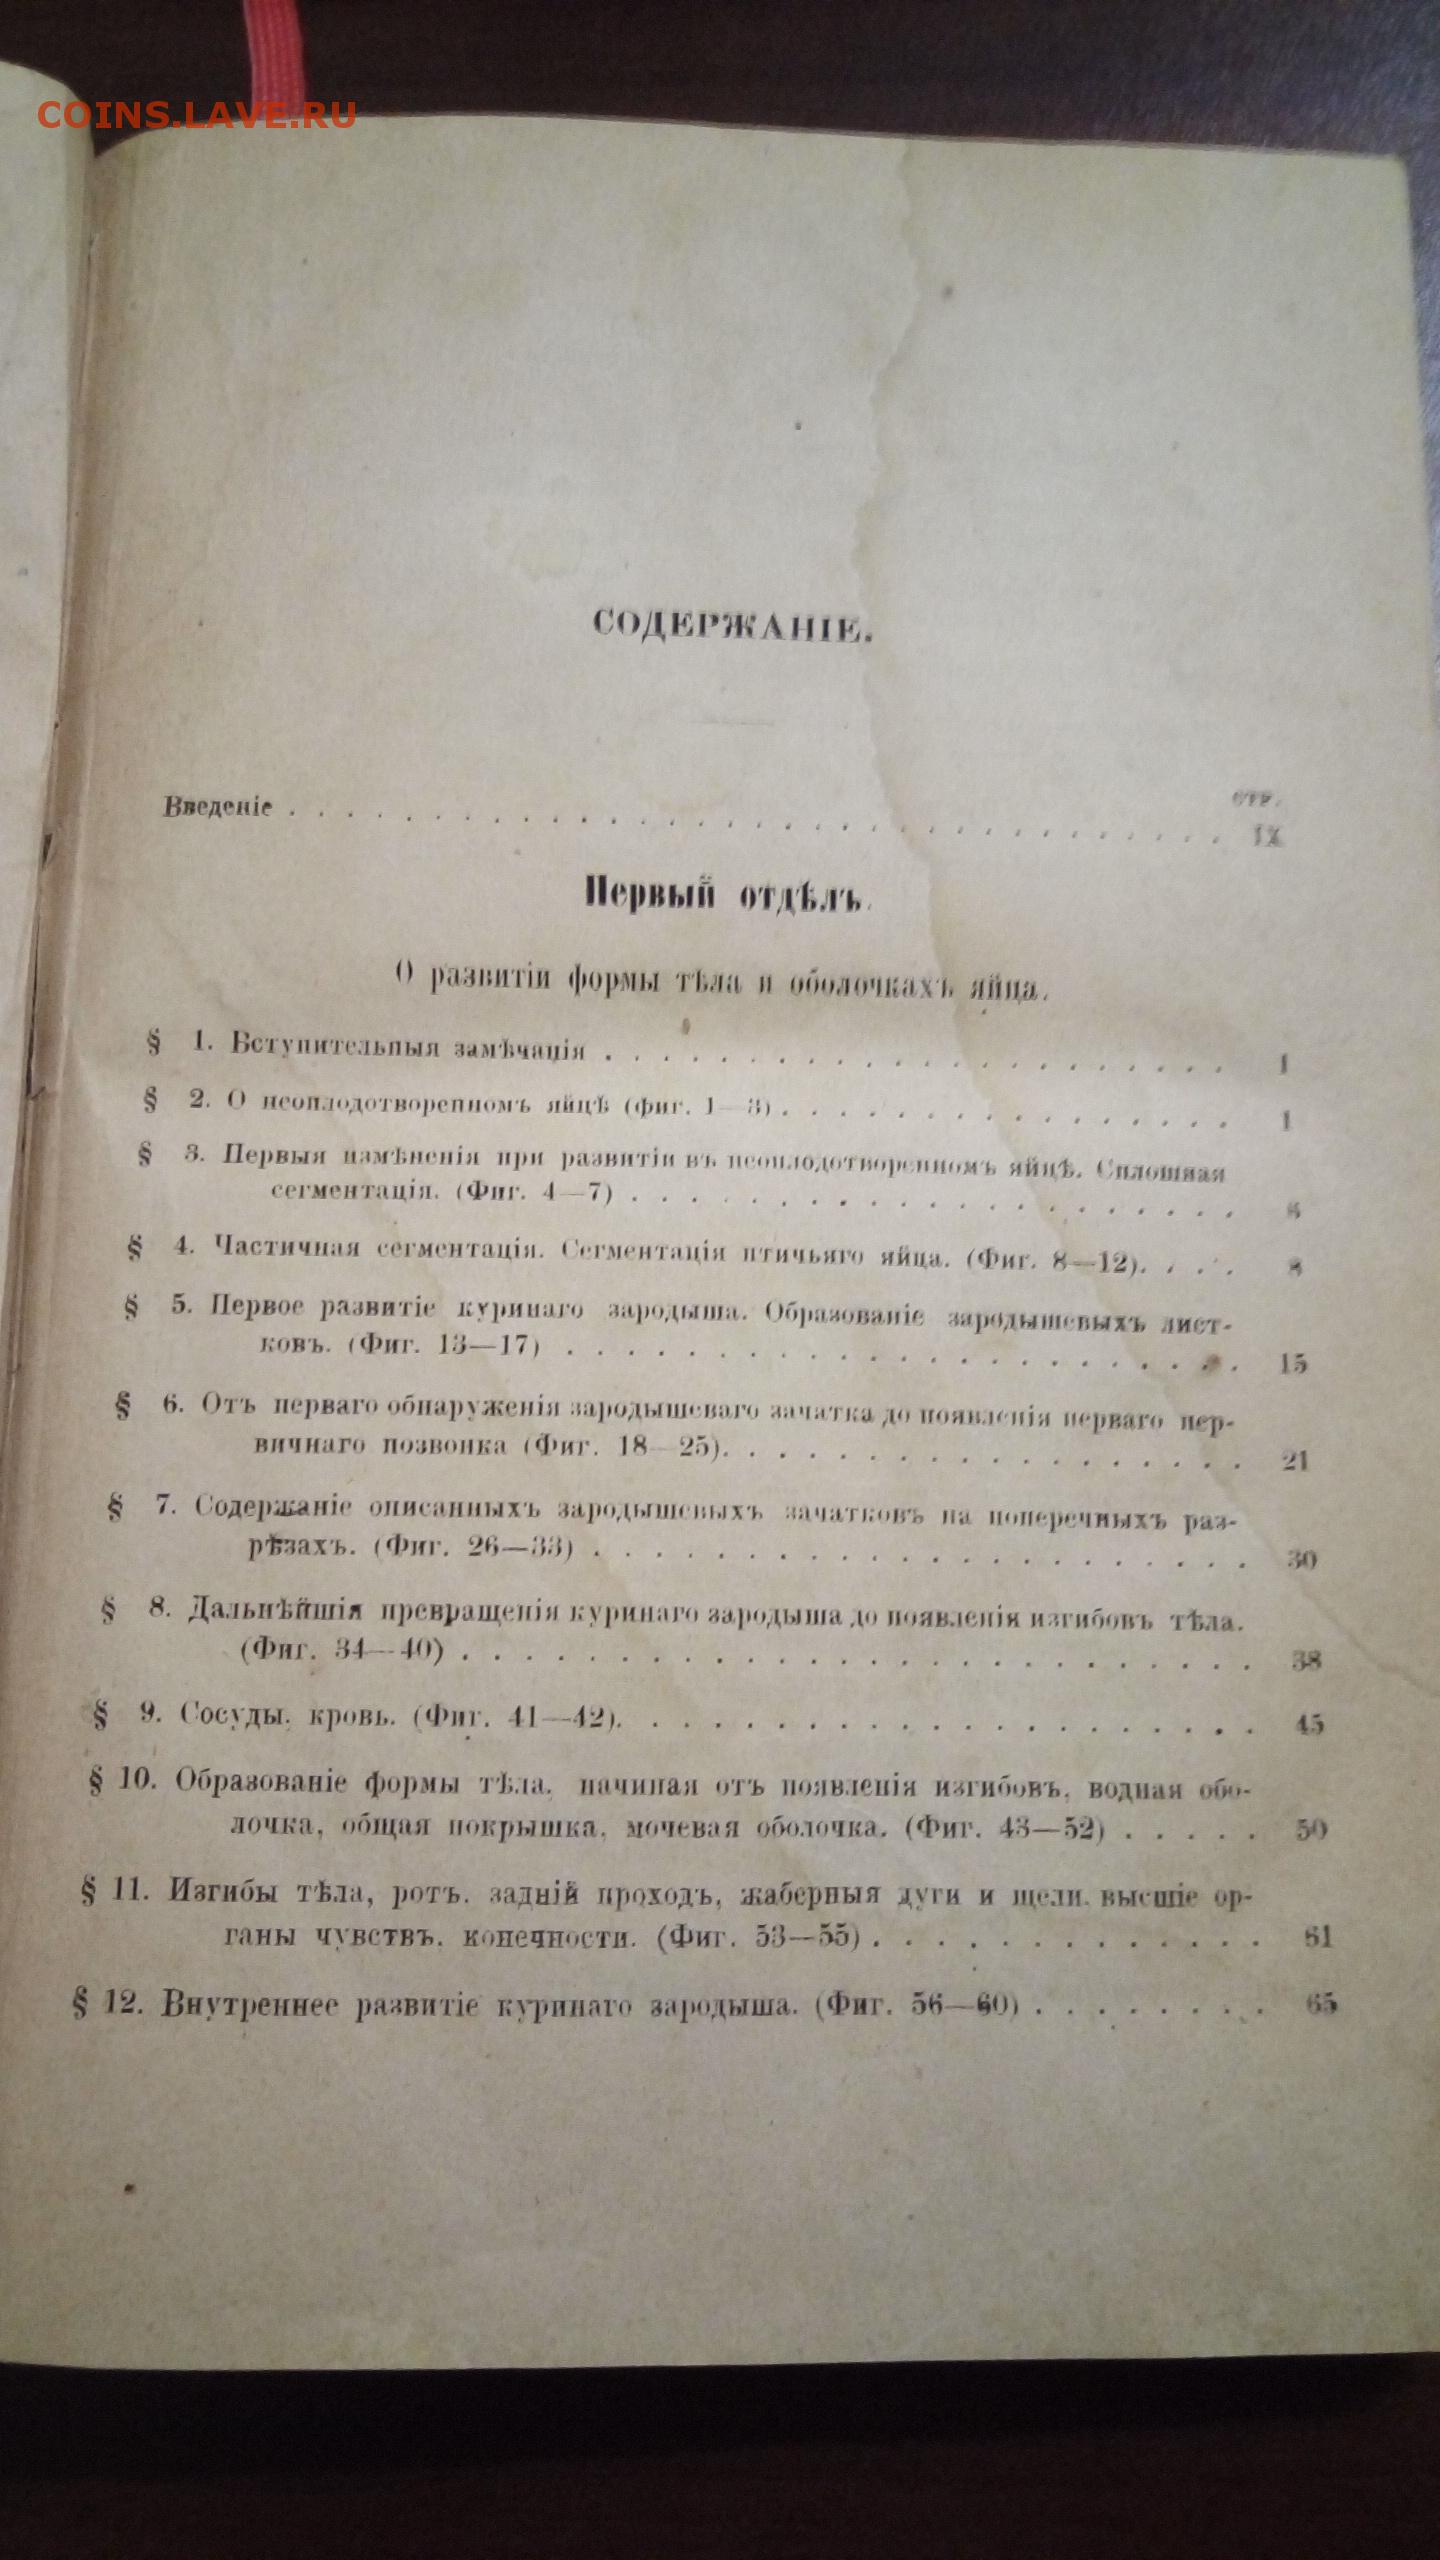 COINS.LAVE.RU
СОДЕРЖАНІЕ.
стр.
Введеніе . . . . . . . . . . . . . . . . . . . . . . . . . . . . . . . . IX
Первый отдѣлъ.
О развитіи формы тѣла и оболочкахъ яйца.
§ 1. Вступительныя замѣчанія . . . . . . . . . . . . . . . . . . . . . . 1
§ 2. О неоплодотворенномъ яйцѣ (Фиг. 1—3). . . . . . . . . . . . . . . . 1
§ 3. Первыя измѣненія при развитіи въ неоплодотворенномъ яйцѣ. Сплошная
сегментація. (Фиг. 4—7) . . . . . . . . . . . . . . . . . . . . . 6
§ 4. Частичная сегментація. Сегментація птичьяго яйца. (Фиг. 8—12). . . . 8
§ 5. Первое развитіе куринаго зародыша. Образованіе зародышевыхъ лист-
ковъ. (Фиг. 13—17) . . . . . . . . . . . . . . . . . . . . . . . 15
§ 6. Отъ перваго обнаруженія зародышеваго зачатка до появленія перваго пер-
вичнаго позвонка (Фиг. 18—25). . . . . . . . . . . . . . . . . . 21
§ 7. Содержаніе описанныхъ зародышевыхъ зачатковъ на поперечныхъ раз-
рѣзахъ. (Фиг. 26—33) . . . . . . . . . . . . . . . . . . . . . . 30
§ 8. Дальнѣйшія превращенія куринаго зародыша до появленія изгибовъ тѣла.
(Фиг. 34—40) . . . . . . . . . . . . . . . . . . . . . . . . . . 38
§ 9. Сосуды, кровь. (Фиг. 41—42). . . . . . . . . . . . . . . . . . . . . 45
§ 10. Образованіе формы тѣла, начиная отъ появленія изгибовъ, водная обо-
лочка, общая покрышка, мочевая оболочка. (Фиг. 43—52) . . . . . 50
§ 11. Изгибы тѣла, ротъ, задній проходъ, жаберныя дуги и щели, высшіе ор-
ганы чувствъ, конечности. (Фиг. 53—55) . . . . . . . . . . . . . 61
§ 12. Внутреннее развитіе куринаго зародыша. (Фиг. 56—60) . . . . . . . . 65